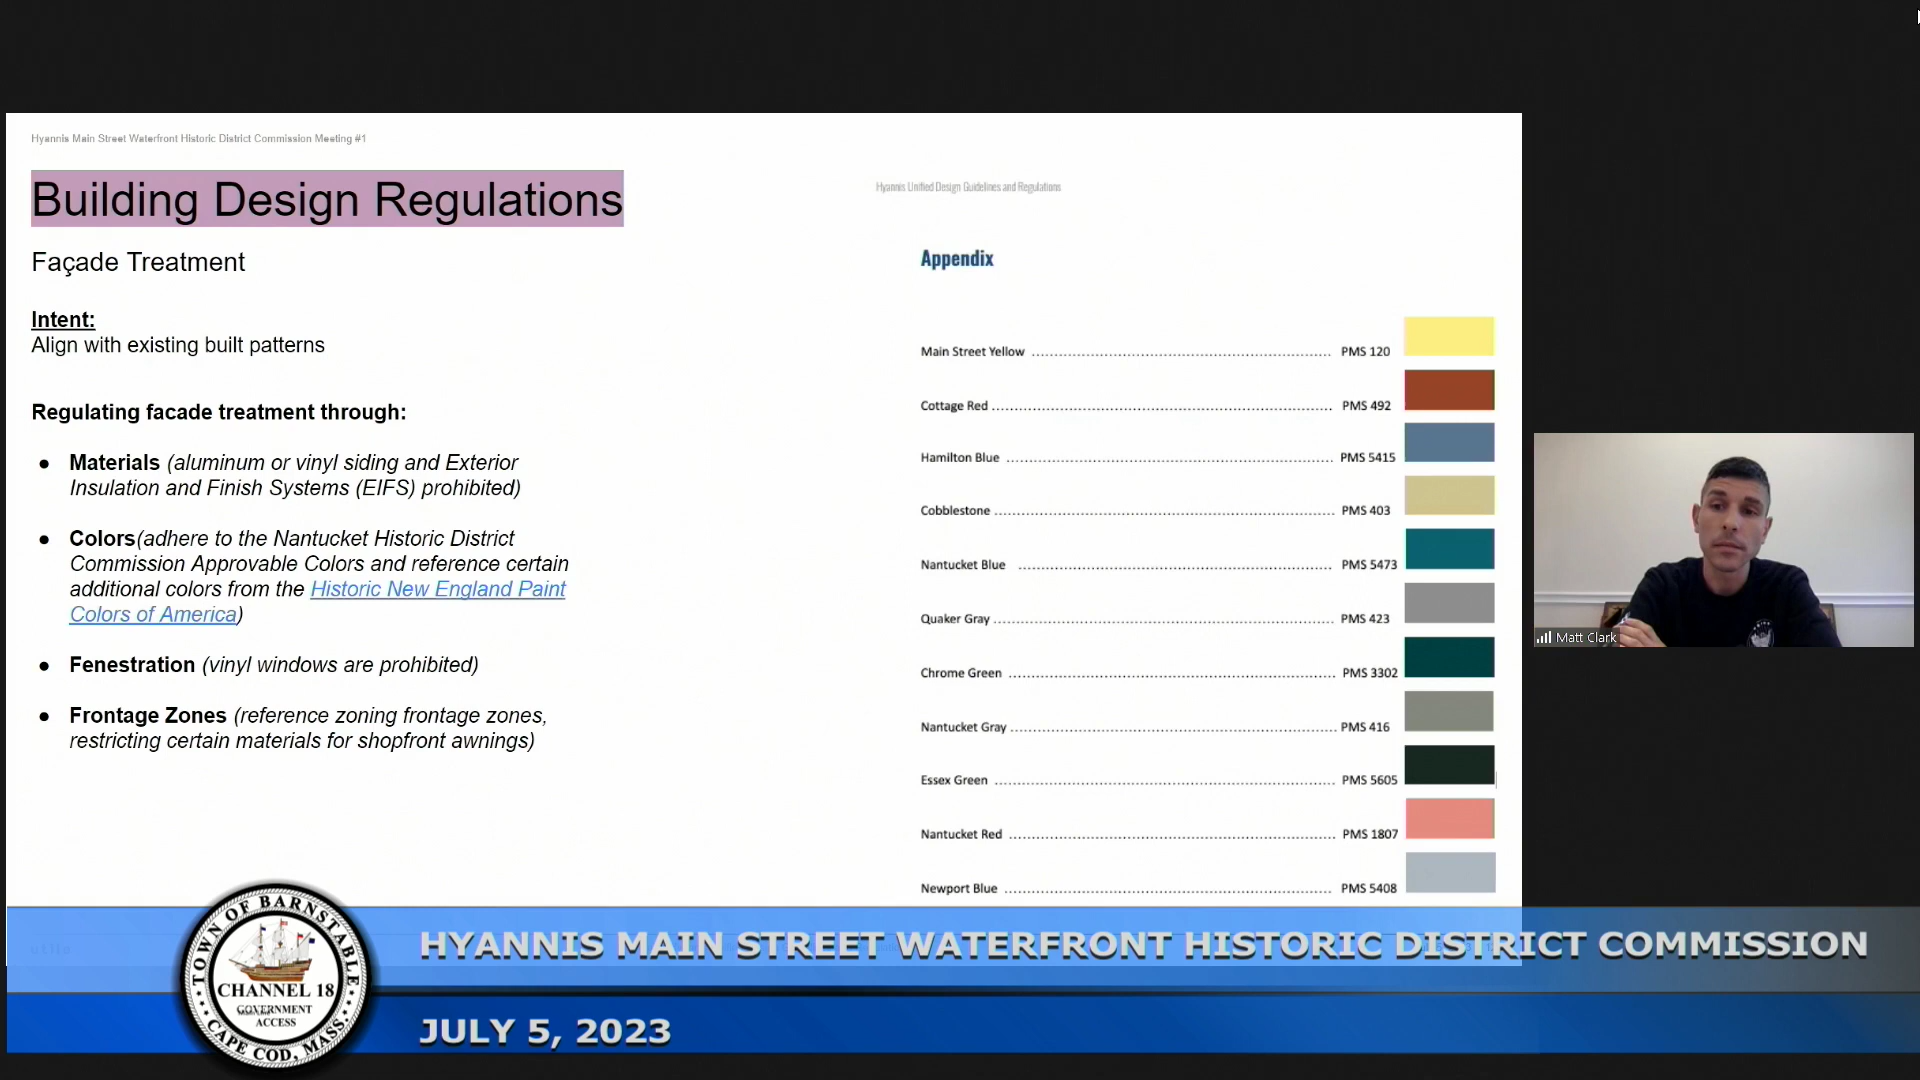 Hyannis Main Street Waterfront Historic District Commission Meeting #1
Building Design Regulations
Façade Treatment
Intent:
Align with existing built patterns
Regulating facade treatment through:
● Materials (aluminum or vinyl siding and Exterior
Insulation and Finish Systems (EIFS) prohibited)
● Colors(adhere to the Nantucket Historic District
Commission Approvable Colors and reference certain
additional colors from the Historic New England Paint
Colors of America)
● Fenestration (vinyl windows are prohibited)
● Frontage Zones (reference zoning frontage zones,
restricting certain materials for shopfront awnings)
Hyannis Unified Design Guidelines and Regulations
Appendix
Main Street Yellow PMS 120
Cottage Red PMS 492
Hamilton Blue PMS 5415
Cobblestone PMS 403
Nantucket Blue PMS 5473
Quaker Gray PMS 423
Chrome Green PMS 3302
Nantucket Gray PMS 416
Essex Green PMS 5605
Nantucket Red PMS 1807
Newport Blue PMS 5408
Matt Clark
utile
TOWN OF BARNSTABLE
CHANNEL 18
GOVERNMENT
ACCESS
CAPE COD, MASS.
HYANNIS MAIN STREET WATERFRONT HISTORIC DISTRICT COMMISSION
JULY 5, 2023